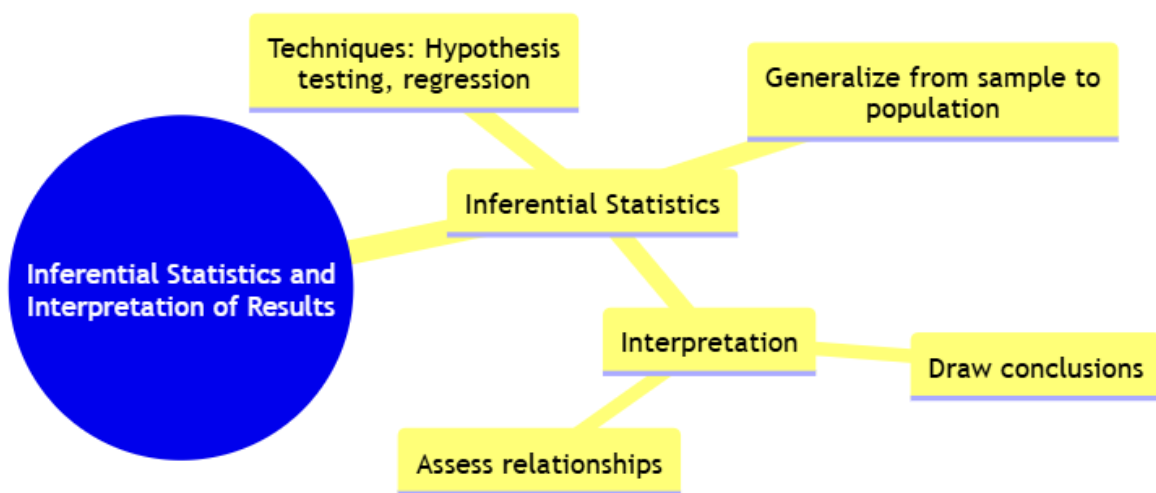 Techniques: Hypothesis
testing, regression
Generalize from sample to
population
Inferential Statistics
Inferential Statistics and
Interpretation of Results
Interpretation
Draw conclusions
Assess relationships